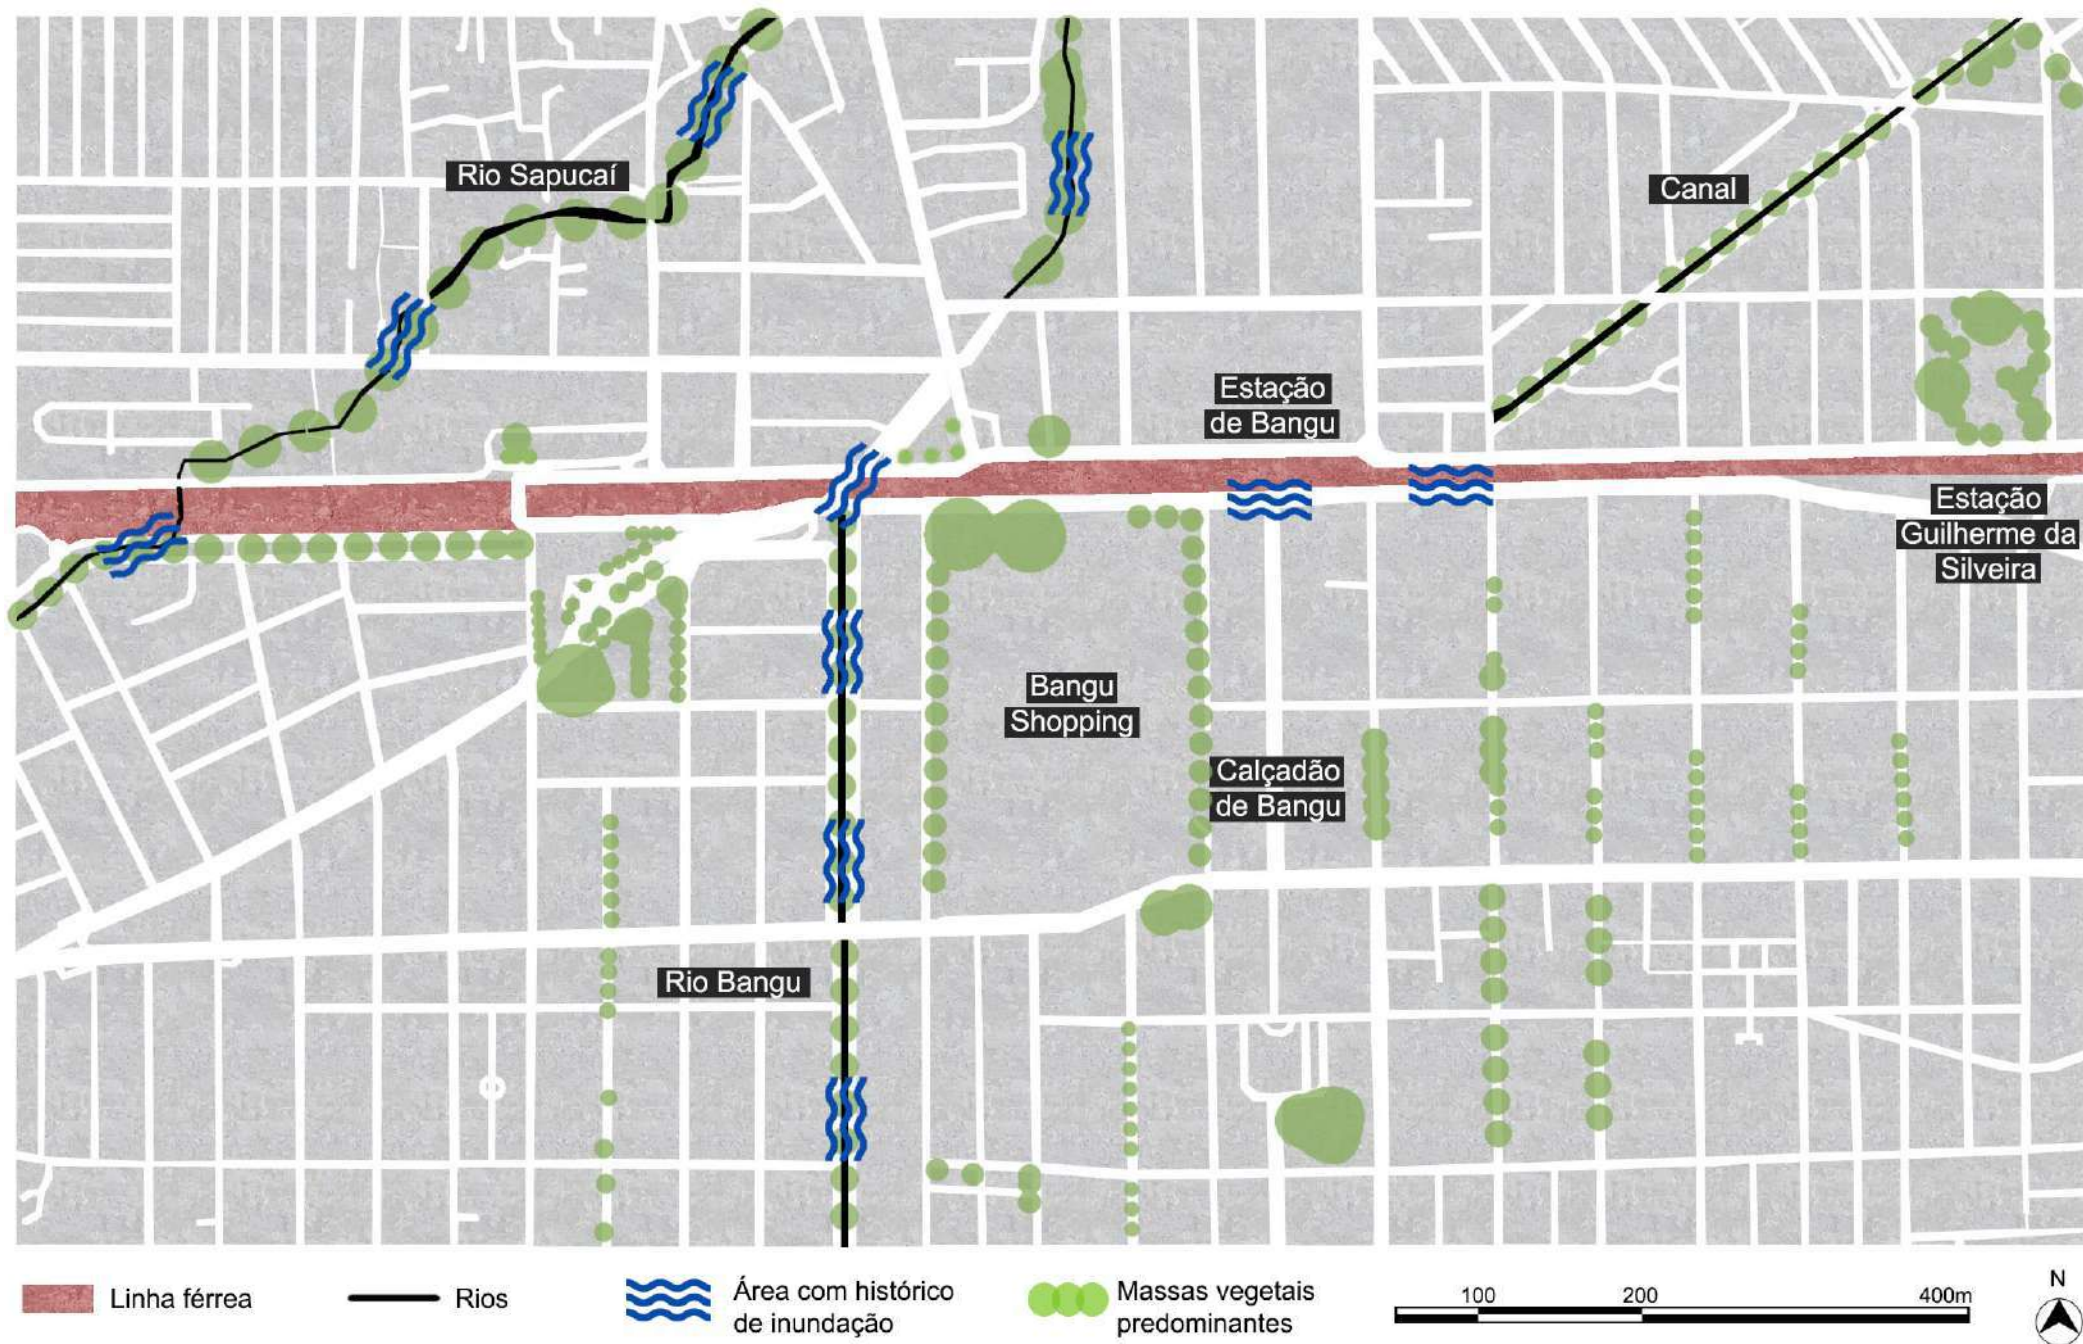 Rio Sapucaí
Canal
Estação
de Bangu
Estação
Guilherme da
Silveira
Bangu
Shopping
Calçadão
de Bangu
Rio Bangu
Linha férrea
Rios
Área com histórico
de inundação
Massas vegetais
predominantes
100
200
400m
N